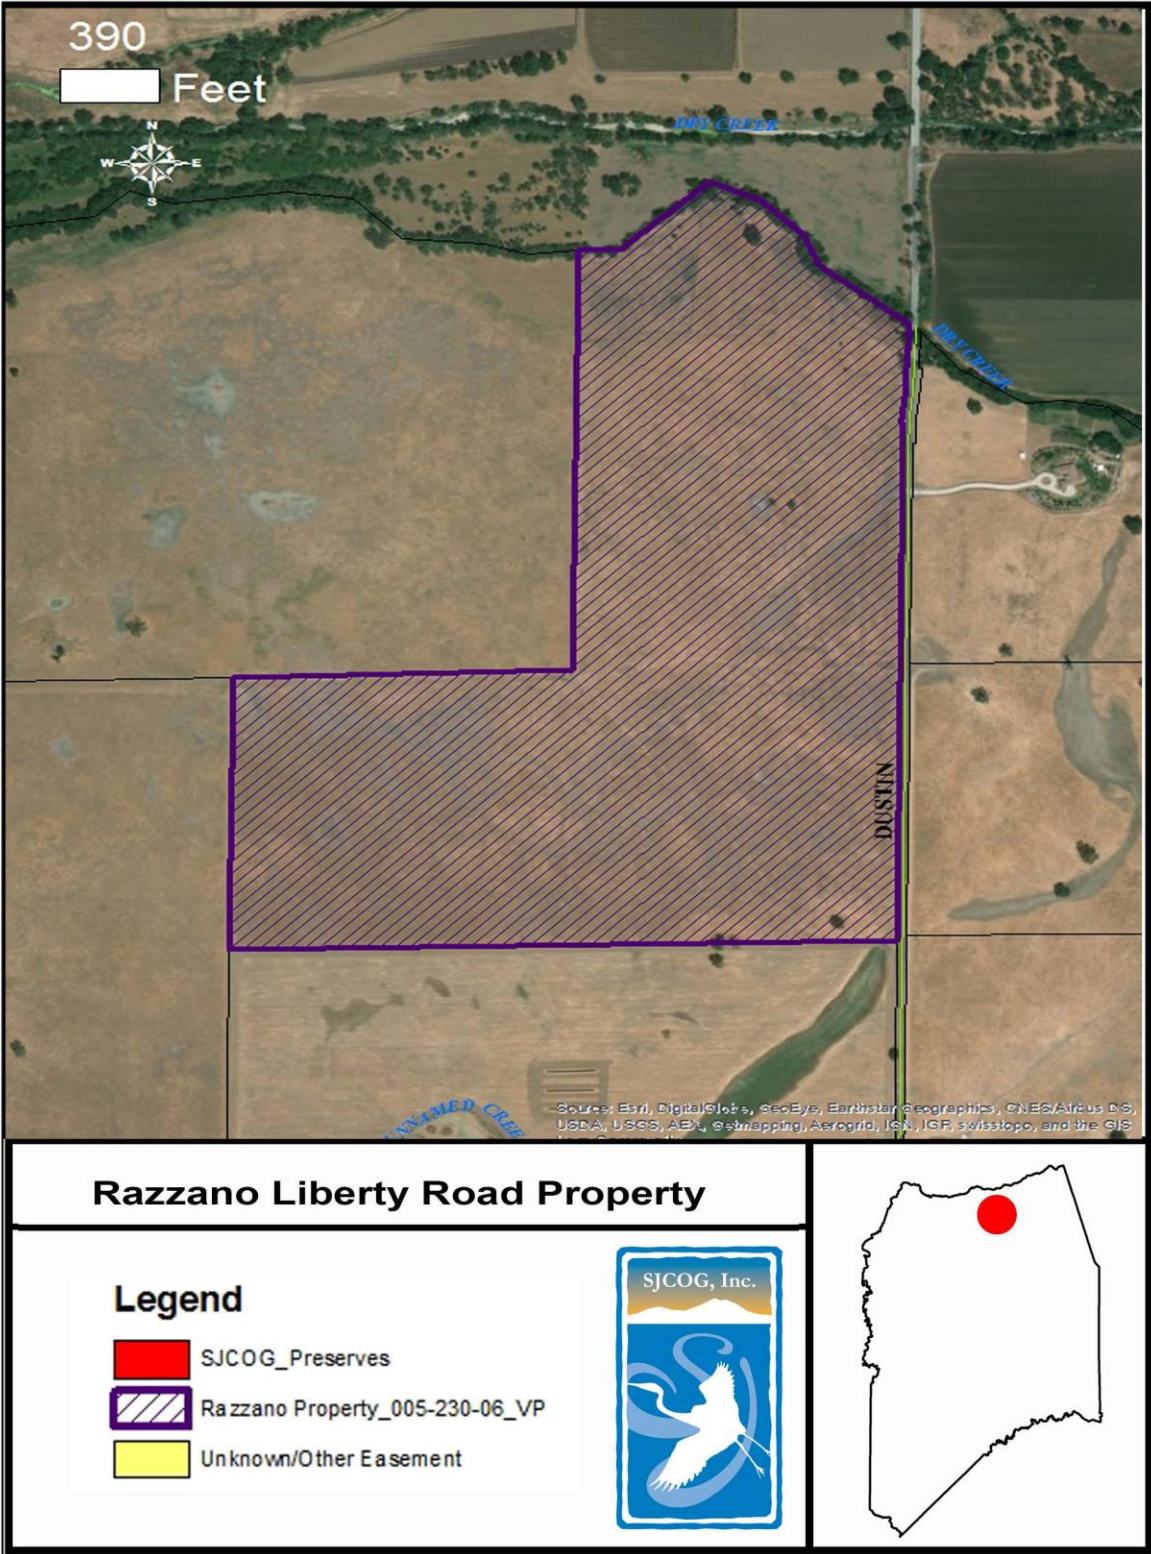 390
Feet
N
W E
S
DRY CREEK
DRY CREEK
DUSTIN
UNNAMED CREE
Source: Esri, DigitalGlobe, GeoEye, Earthstar Geographics, CNES/Airbus DS,
USDA, USGS, AEX, Getmapping, Aerogrid, IGN, IGP, swisstopo, and the GIS
Razzano Liberty Road Property
Legend
SJCOG_Preserves
Razzano Property_005-230-06_VP
Unknown/Other Easement
SJCOG, Inc.